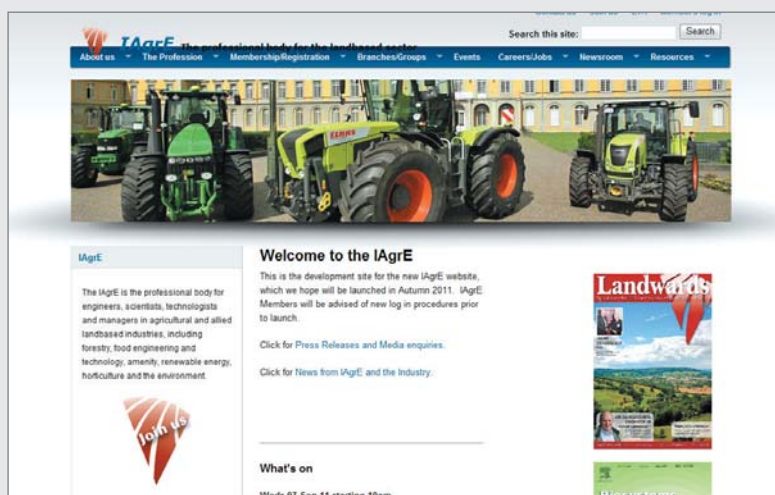 Search this site:
Search
IAgrE The professional body for the landbased sector
About us The Profession Membership/Registration Branches/Groups Events Careers/Jobs Newsroom Resources
CLAAS
IAgrE
The IAgrE is the professional body for
engineers, scientists, technologists
and managers in agricultural and allied
landbased industries, including
forestry, food engineering and
technology, amenity, renewable energy,
horticulture and the environment.
Join us
Welcome to the IAgrE
This is the development site for the new IAgrE website,
which we hope will be launched in Autumn 2011. IAgrE
Members will be advised of new log in procedures prior
to launch.
Click for Press Releases and Media enquiries.
Click for News from IAgrE and the Industry.
What's on
Landwards